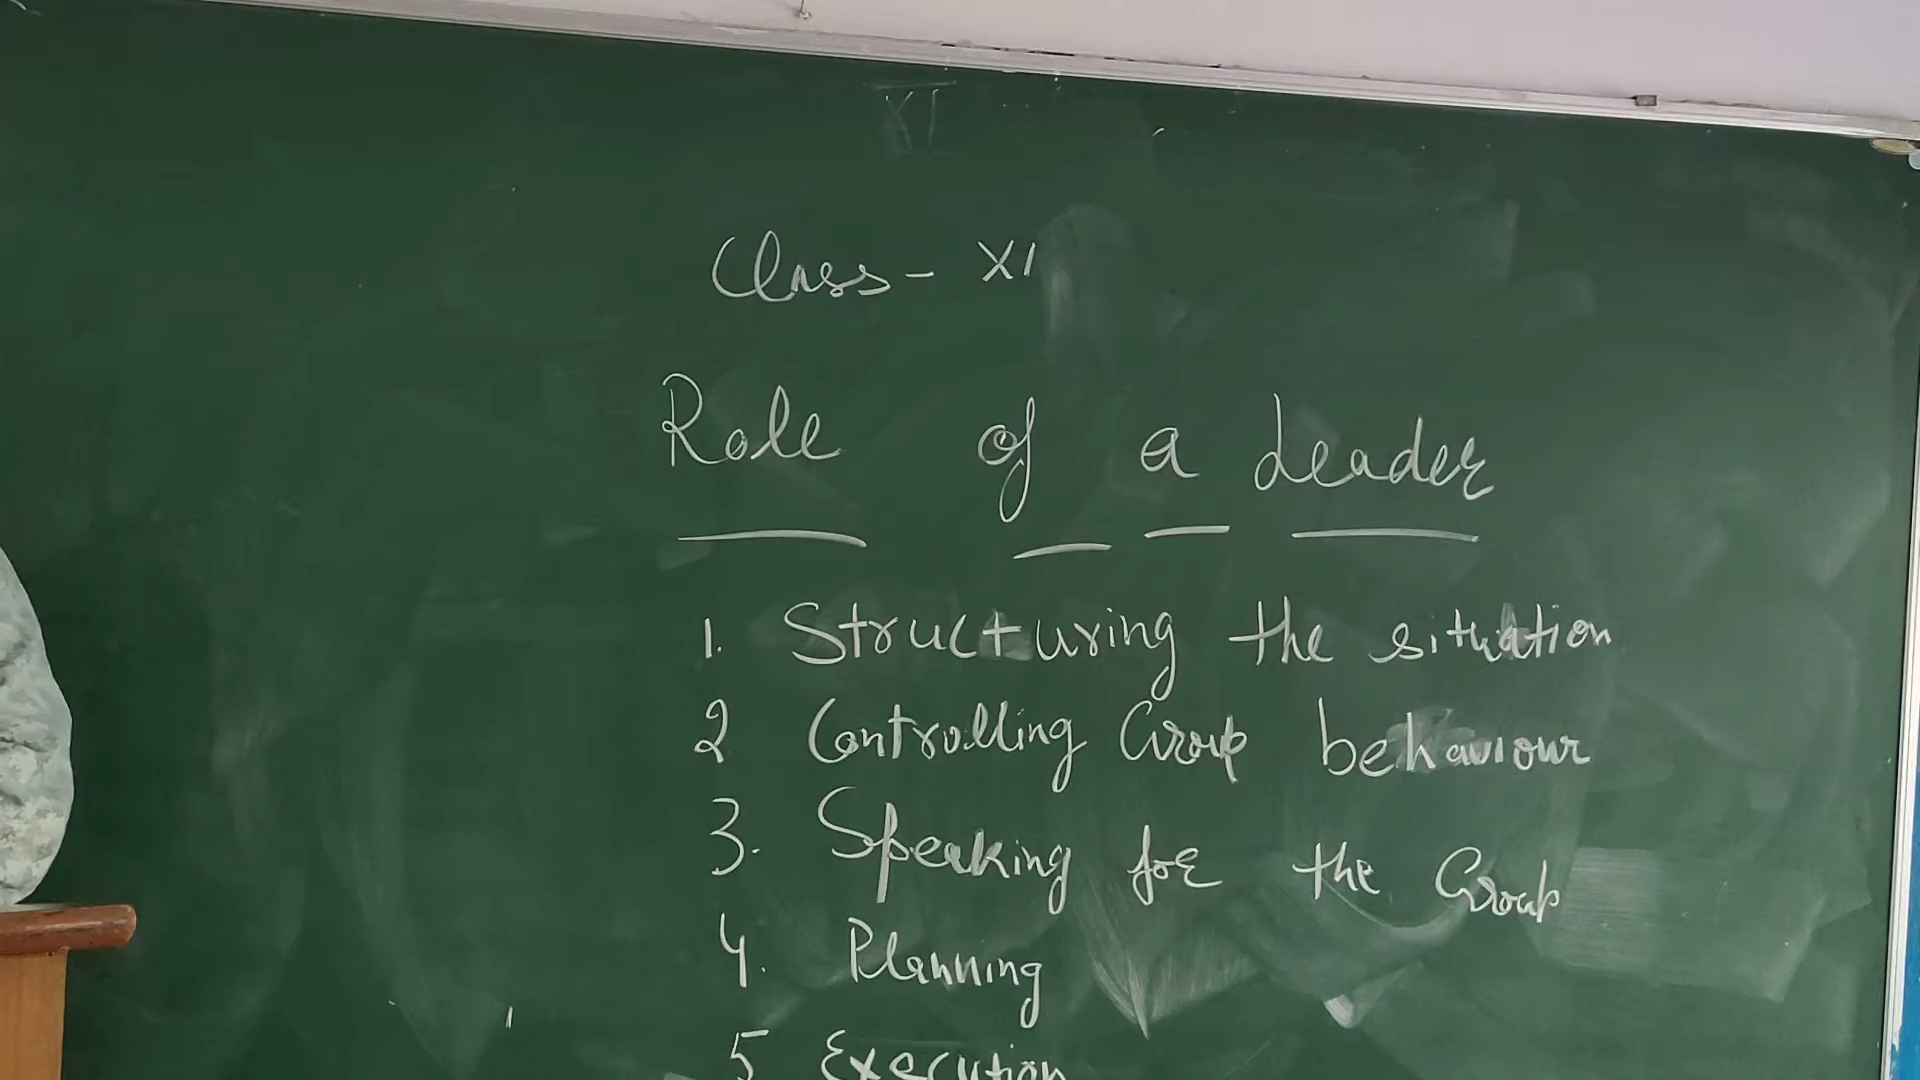 XI
Class - XI
Role of a Leader
1. Structuring the situation
2 Controlling Group behaviour
3. Speaking for the Group
4. Planning
5 Execution